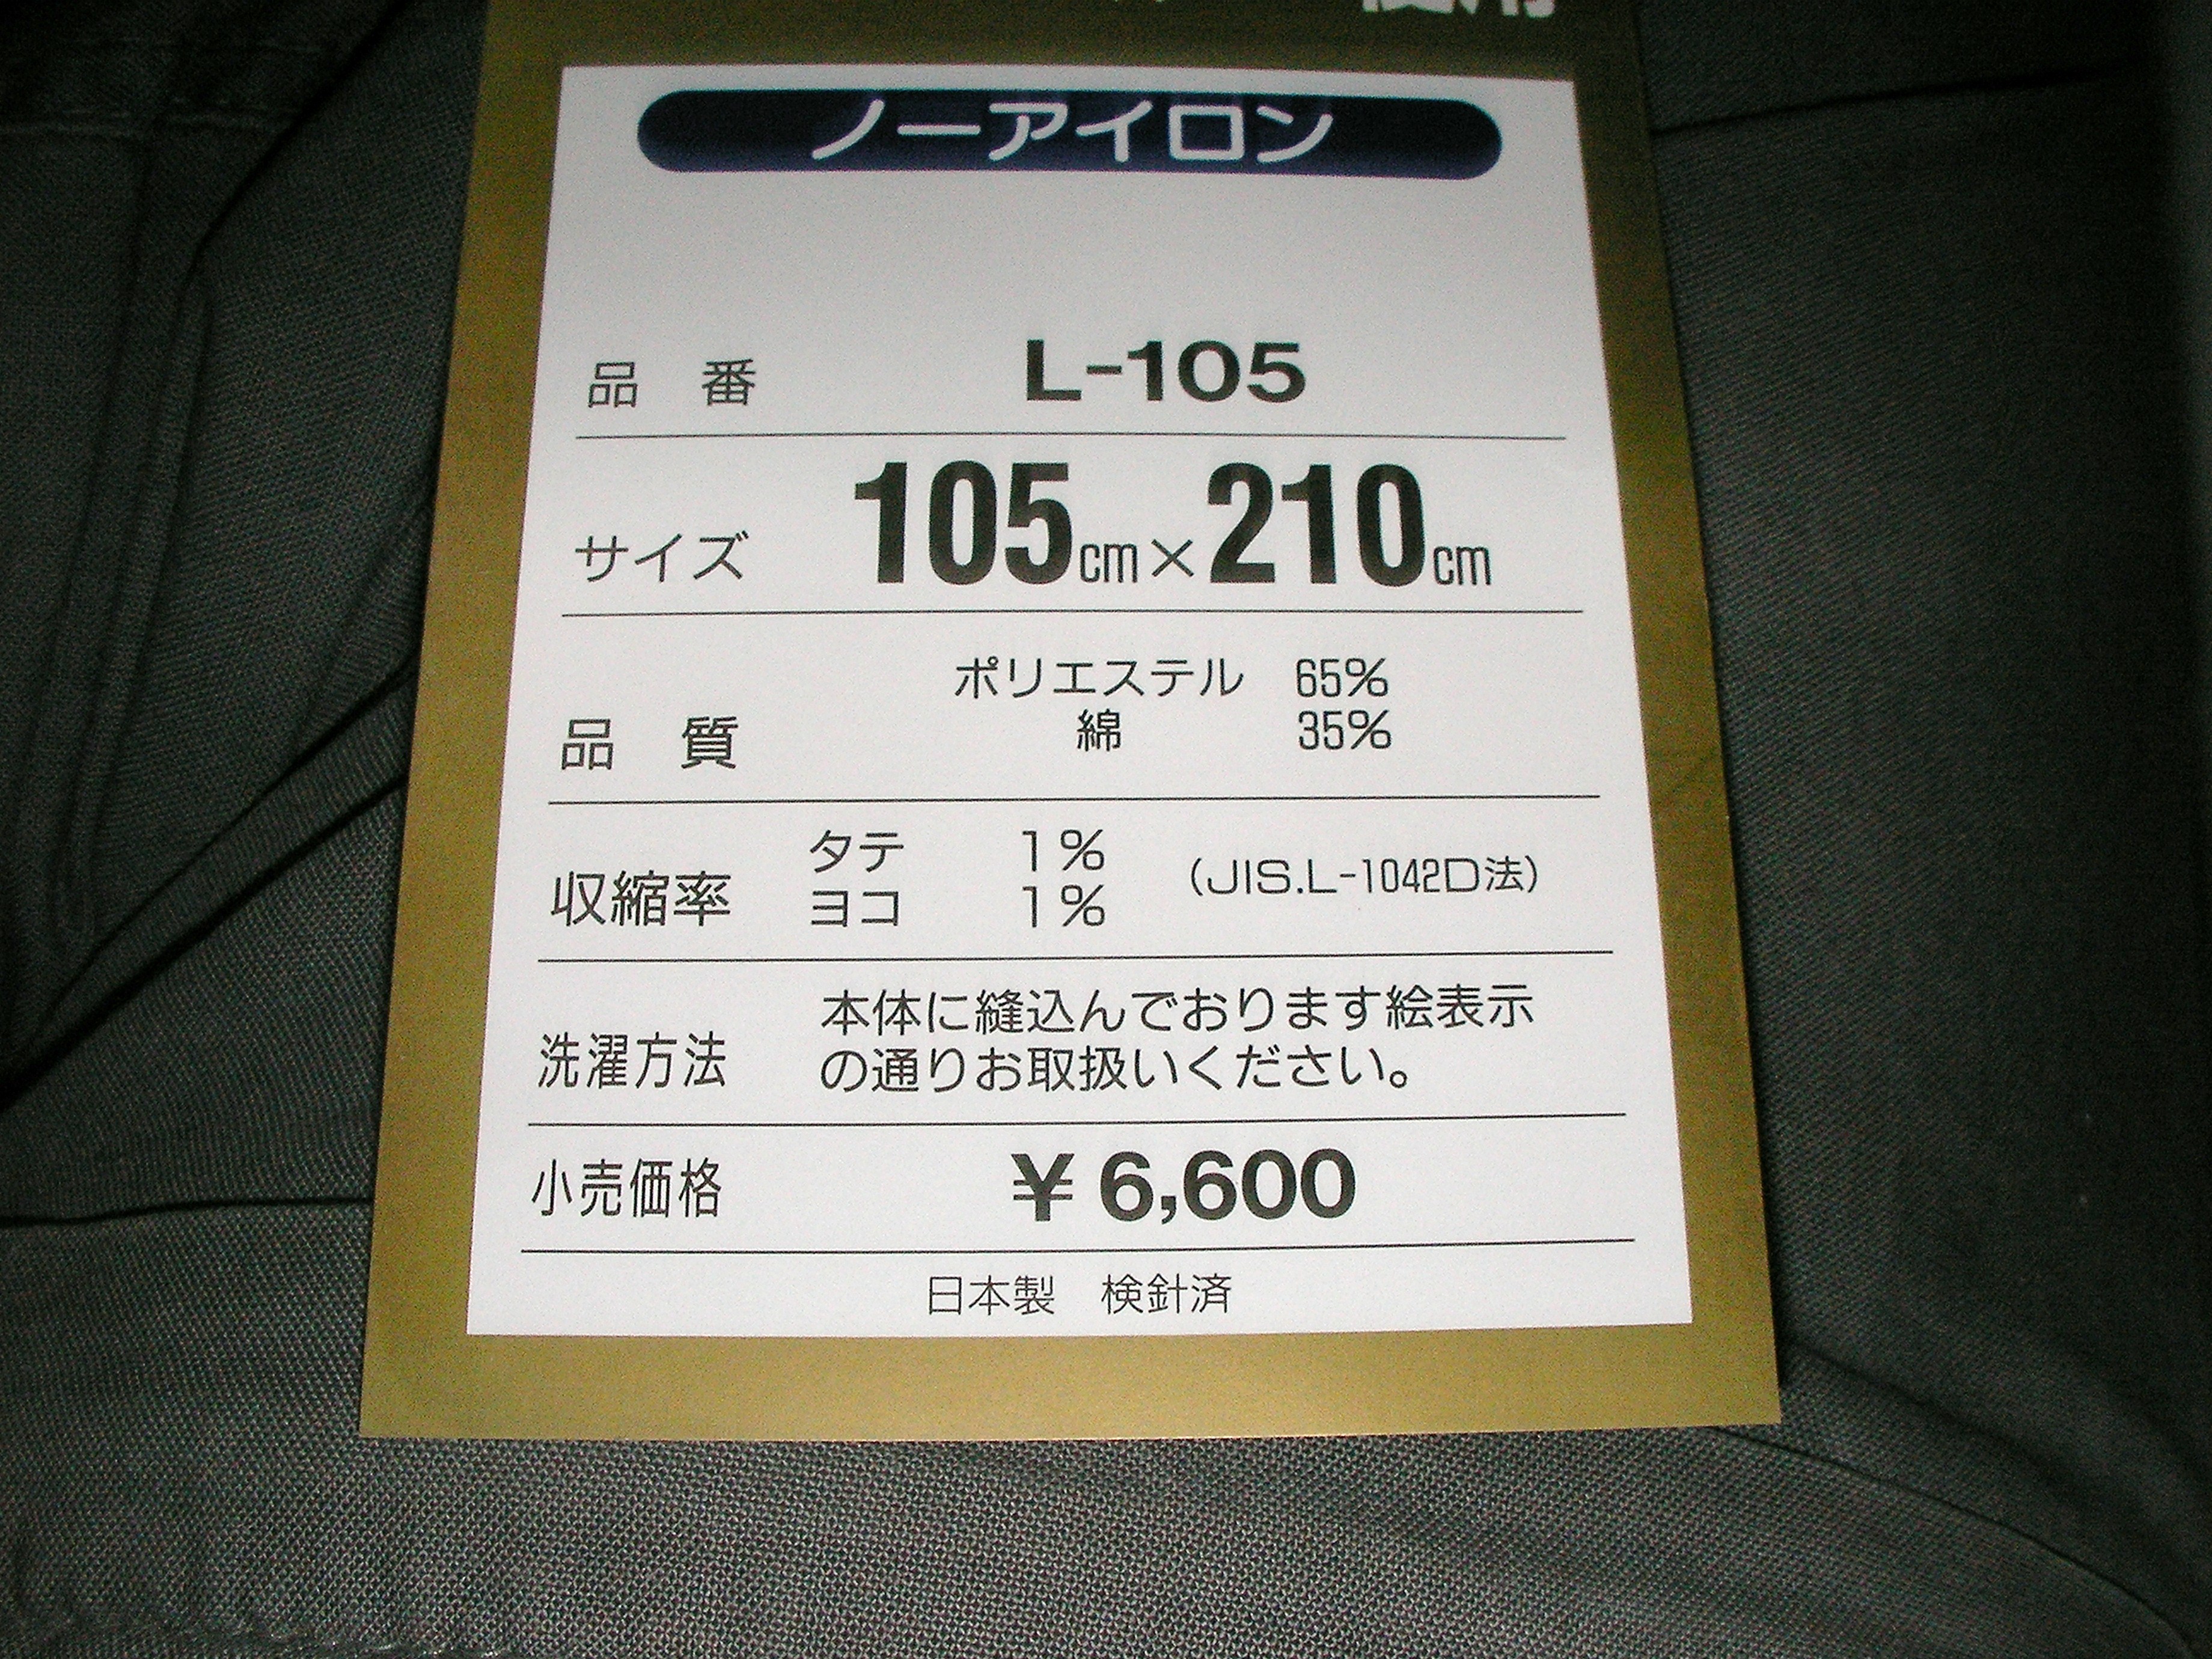 ノーアイロン
品 番 L-105
サイズ 105cm×210cm
ポリエステル 65%
綿 35%
品 質
タテ 1%
ヨコ 1%
収縮率 (JIS.L-1042D法)
本体に縫込んでおります絵表示
の通りお取扱いください。
洗濯方法
小売価格 ¥6,600
日本製 検針済